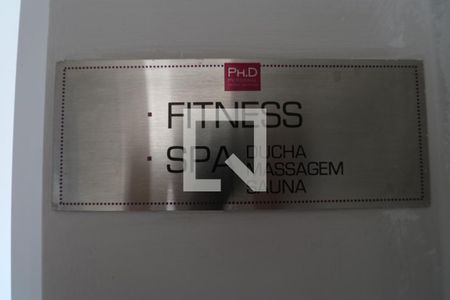 PH.D
· FITNESS
· SPA DUCHA
MASSAGEM
SAUNA